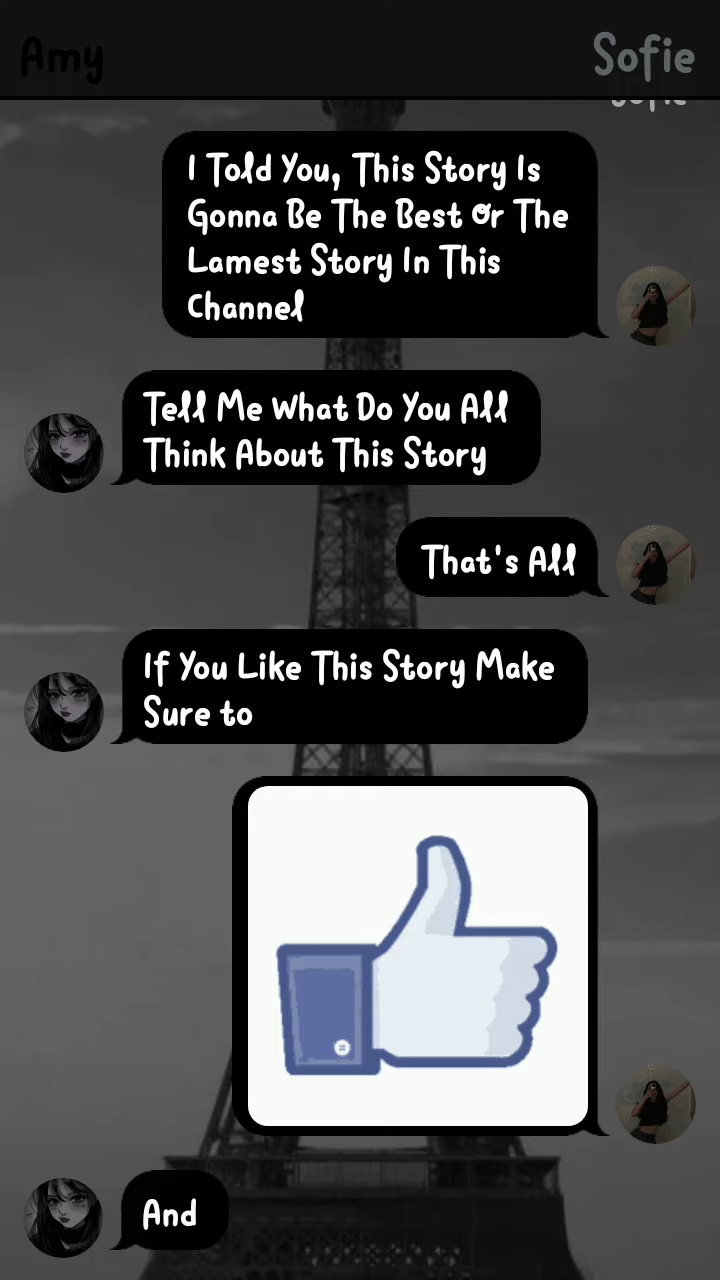 Amy
Sofie
Sofie
I Told You, This Story Is
Gonna Be The Best Or The
Lamest Story In This
Channel
Tell Me What Do You All
Think About This Story
That's All
If You Like This Story Make
Sure to
And